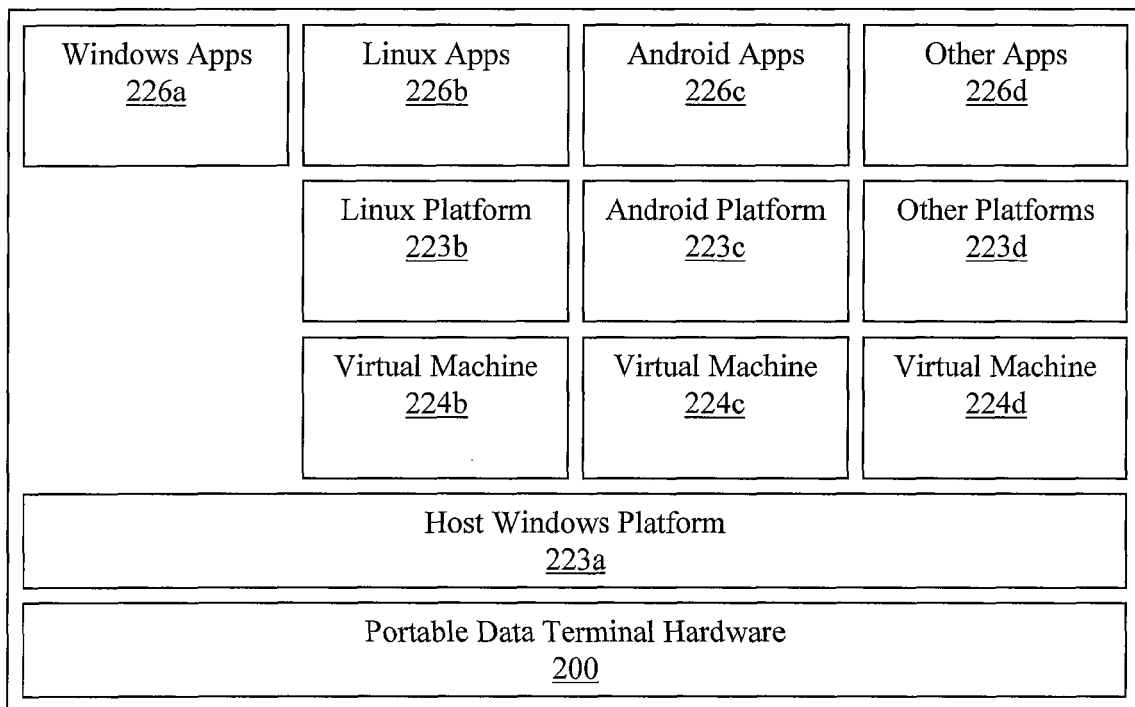 Windows Apps
226a
Linux Apps
226b
Android Apps
226c
Other Apps
226d
Linux Platform
223b
Android Platform
223c
Other Platforms
223d
Virtual Machine
224b
Virtual Machine
224c
Virtual Machine
224d
Host Windows Platform
223a
Portable Data Terminal Hardware
200